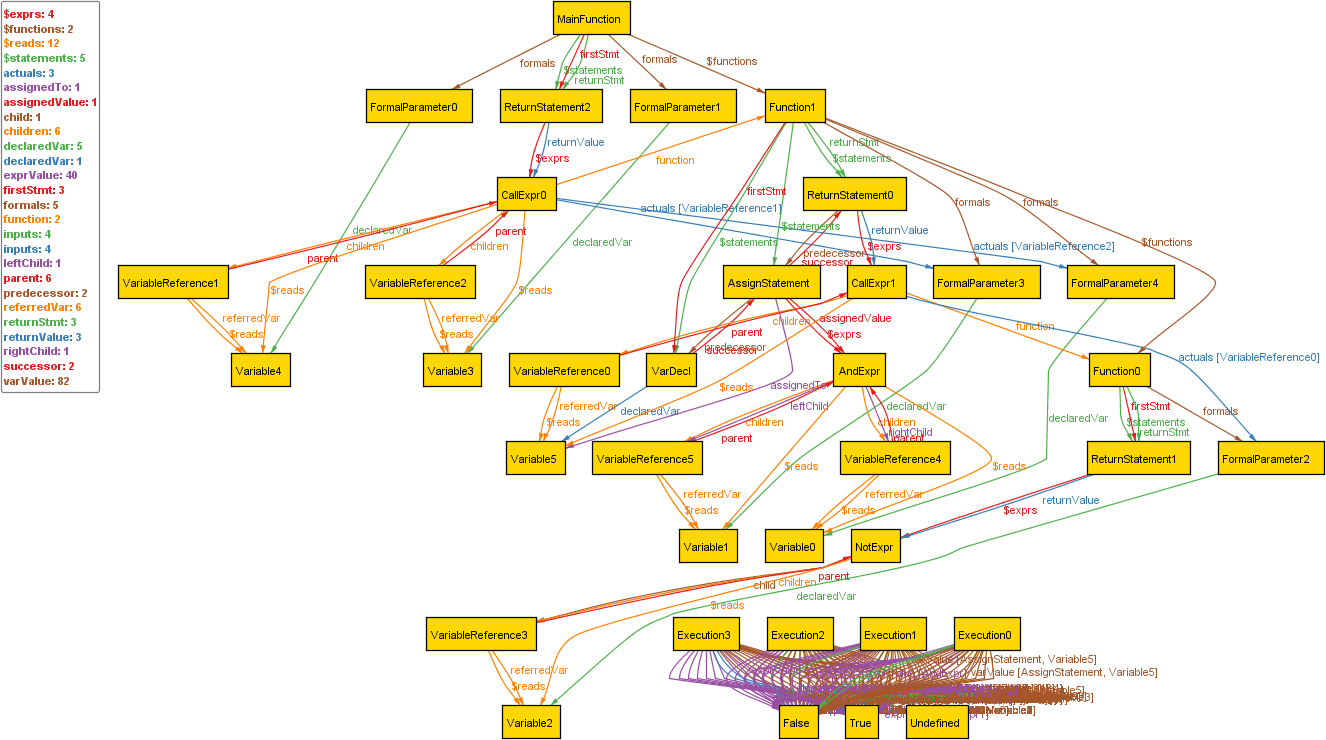 $exprs: 4
$functions: 2
$reads: 12
$statements: 5
actuals: 3
assignedTo: 1
assignedValue: 1
child: 1
children: 6
declaredVar: 5
declaredVar: 1
exprValue: 40
firstStmt: 3
formals: 5
function: 2
inputs: 4
inputs: 4
leftChild: 1
parent: 6
predecessor: 2
referredVar: 6
returnStmt: 3
returnValue: 3
rightChild: 1
successor: 2
varValue: 82
MainFunction
firstStmt
formals
formals
$functions
$statements
returnStmt
FormalParameter0
ReturnStatement2
FormalParameter1
Function1
returnValue
$exprs
function
returnStmt
$statements
CallExpr0
ReturnStatement0
firstStmt
actuals [VariableReference1]
formals
formals
declaredVar
parent
$statements
returnValue
children
parent
children
declaredVar
$statements
$exprs
actuals [VariableReference2]
$functions
predecessor
successor
VariableReference1
VariableReference2
AssignStatement
CallExpr1
FormalParameter3
FormalParameter4
$reads
$reads
referredVar
$reads
referredVar
$reads
children
parent
assignedValue
$exprs
function
predecessor
successor
actuals [VariableReference0]
Variable4
Variable3
VariableReference0
VarDecl
AndExpr
Function0
$reads
assignedTo
referredVar
$reads
declaredVar
leftChild
declaredVar
firstStmt
formals
children
parent
children
rightChild
parent
declaredVar
$statements
returnStmt
Variable5
VariableReference5
VariableReference4
ReturnStatement1
FormalParameter2
$reads
$reads
referredVar
$reads
referredVar
$reads
returnValue
$exprs
Variable1
Variable0
NotExpr
child
children
parent
declaredVar
$reads
VariableReference3
Execution3
Execution2
Execution1
Execution0
referredVar
$reads
[AssignStatement, Variable5]
varValue [AssignStatement, Variable5]
Variable2
False
True
Undefined